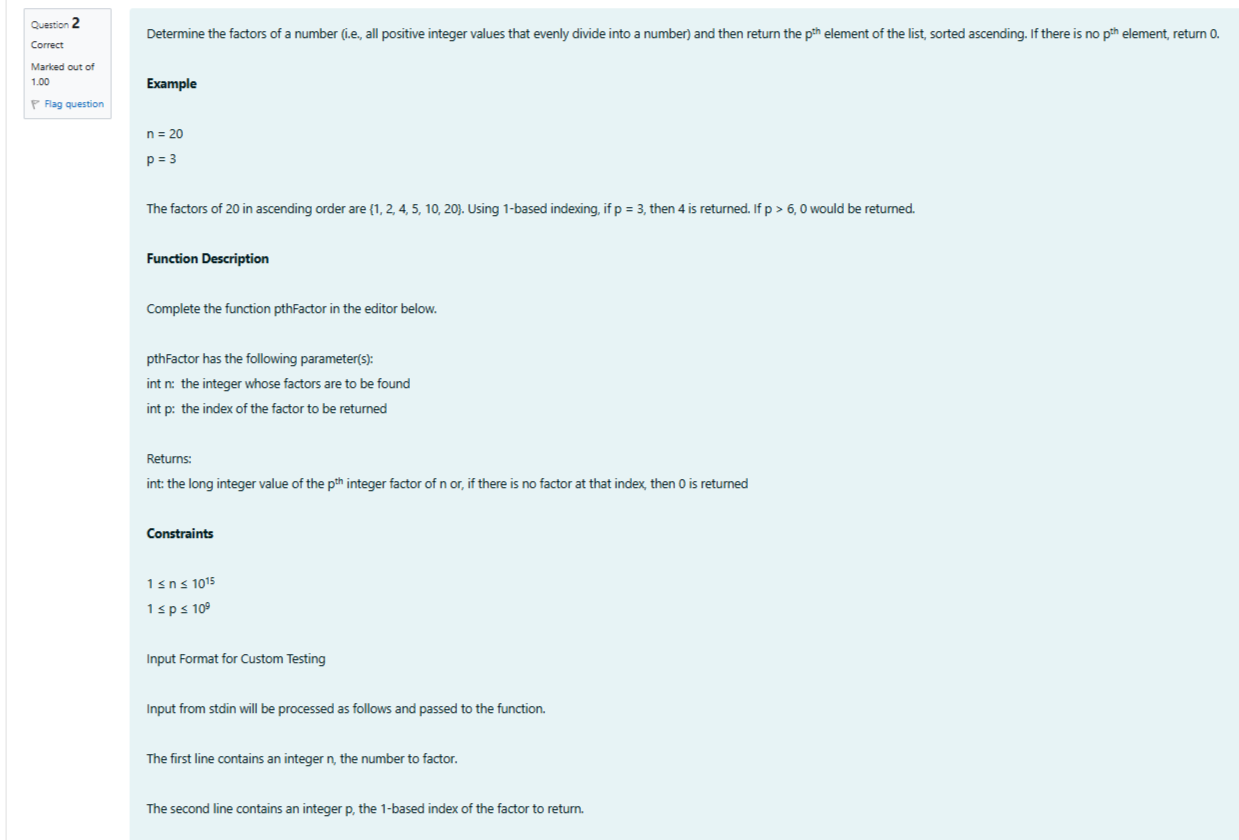 Question 2
Correct
Marked out of
1.00
Flag question
Determine the factors of a number (i.e., all positive integer values that evenly divide into a number) and then return the pth element of the list, sorted ascending. If there is no pth element, return 0.
Example
n = 20
p = 3
The factors of 20 in ascending order are {1, 2, 4, 5, 10, 20}. Using 1-based indexing, if p = 3, then 4 is returned. If p > 6, 0 would be returned.
Function Description
Complete the function pthFactor in the editor below.
pthFactor has the following parameter(s):
int n: the integer whose factors are to be found
int p: the index of the factor to be returned
Returns:
int: the long integer value of the pth integer factor of n or, if there is no factor at that index, then 0 is returned
Constraints
1 ≤ n ≤ 10¹⁵
1 ≤ p ≤ 10⁹
Input Format for Custom Testing
Input from stdin will be processed as follows and passed to the function.
The first line contains an integer n, the number to factor.
The second line contains an integer p, the 1-based index of the factor to return.